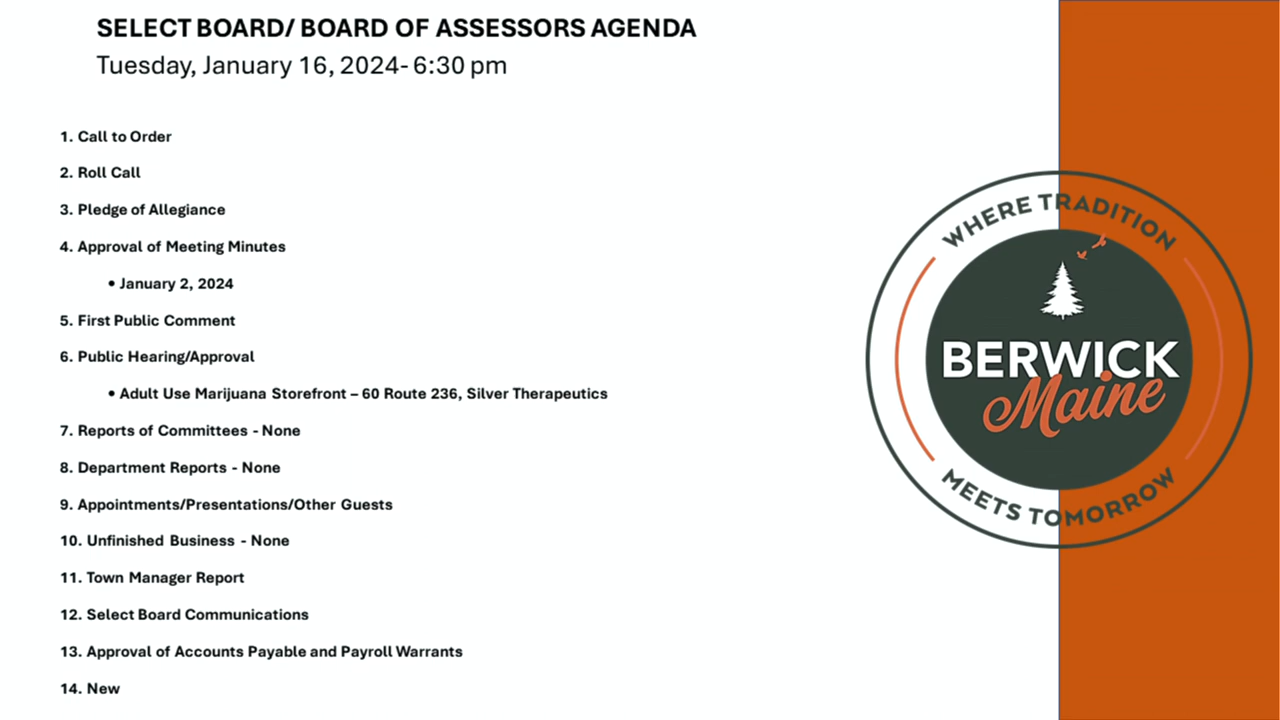 SELECT BOARD/ BOARD OF ASSESSORS AGENDA
Tuesday, January 16, 2024- 6:30 pm
1. Call to Order
2. Roll Call
3. Pledge of Allegiance
4. Approval of Meeting Minutes
• January 2, 2024
5. First Public Comment
6. Public Hearing/Approval
• Adult Use Marijuana Storefront – 60 Route 236, Silver Therapeutics
7. Reports of Committees - None
8. Department Reports - None
9. Appointments/Presentations/Other Guests
10. Unfinished Business - None
11. Town Manager Report
12. Select Board Communications
13. Approval of Accounts Payable and Payroll Warrants
14. New
WHERE TRADITION
BERWICK
Maine
MEETS TOMORROW